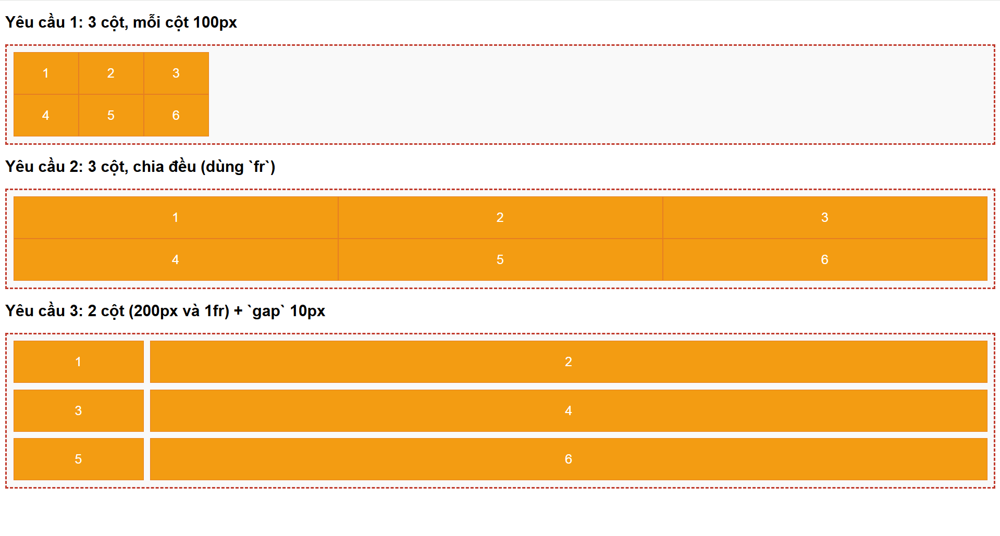 Yêu cầu 1: 3 cột, mỗi cột 100px
1 2 3
4 5 6
Yêu cầu 2: 3 cột, chia đều (dùng `fr`)
1 2 3
4 5 6
Yêu cầu 3: 2 cột (200px và 1fr) + `gap` 10px
1 2
3 4
5 6